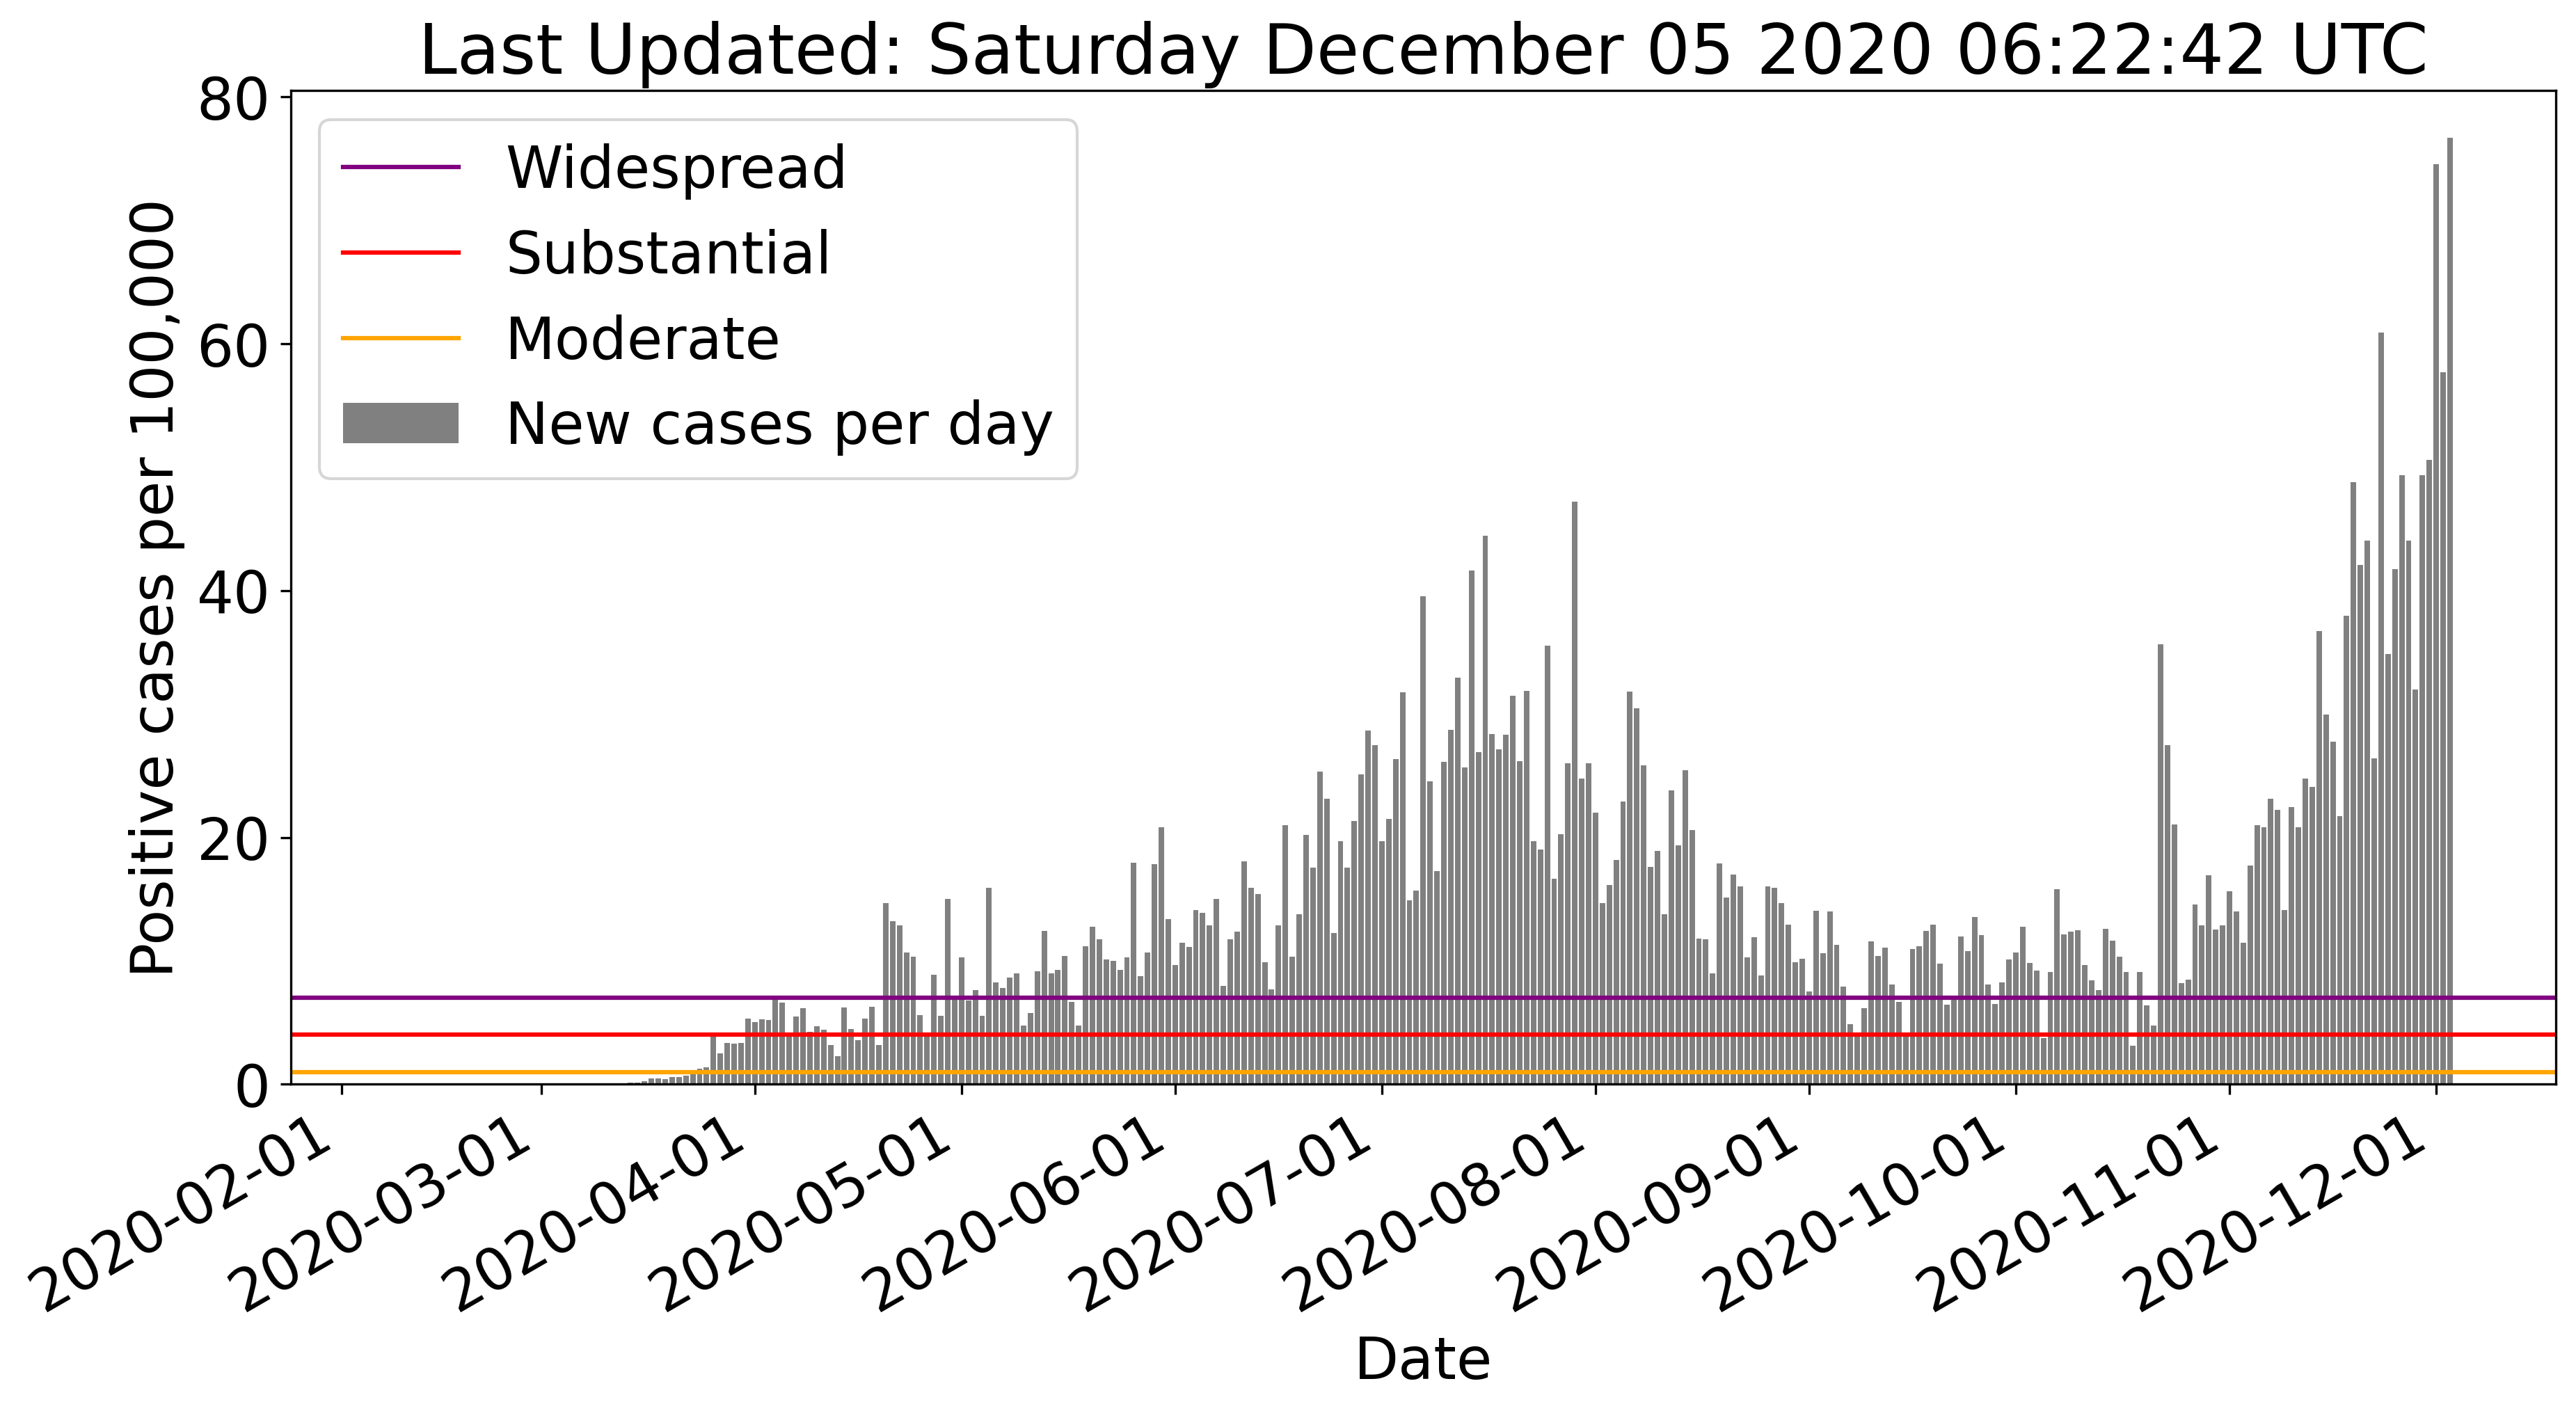 Last Updated: Saturday December 05 2020 06:22:42 UTC
80
60
40
20
0
Positive cases per 100,000
Widespread
Substantial
Moderate
New cases per day
2020-02-01
2020-03-01
2020-04-01
2020-05-01
2020-06-01
2020-07-01
2020-08-01
2020-09-01
2020-10-01
2020-11-01
2020-12-01
Date